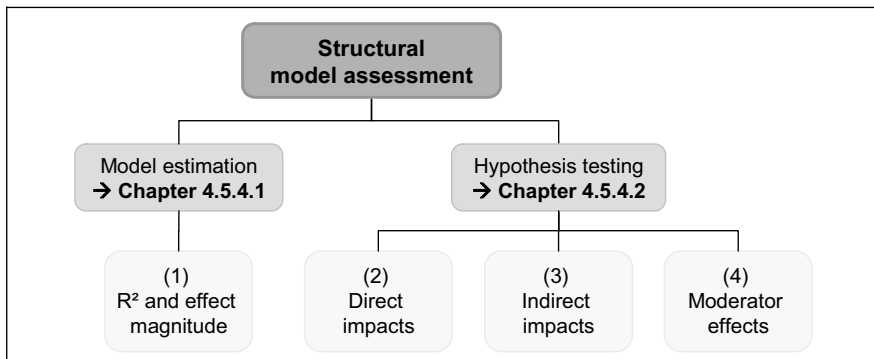 Structural
model assessment
Model estimation
→ Chapter 4.5.4.1
Hypothesis testing
→ Chapter 4.5.4.2
(1)
R² and effect
magnitude
(2)
Direct
impacts
(3)
Indirect
impacts
(4)
Moderator
effects